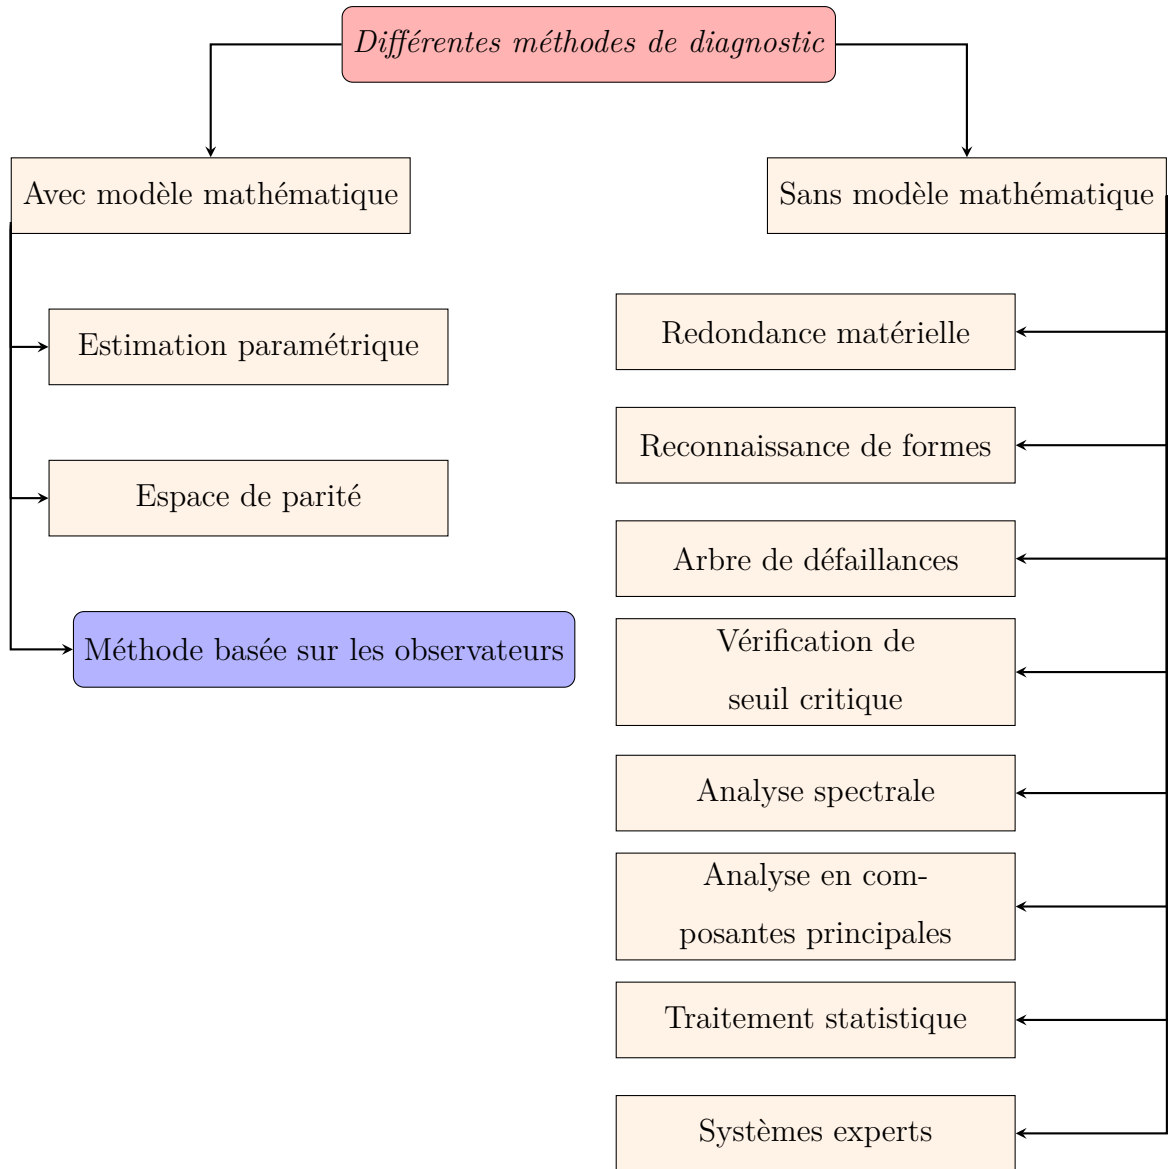 Différentes méthodes de diagnostic
Avec modèle mathématique
Sans modèle mathématique
Estimation paramétrique
Espace de parité
Méthode basée sur les observateurs
Redondance matérielle
Reconnaissance de formes
Arbre de défaillances
Vérification de
seuil critique
Analyse spectrale
Analyse en com-
posantes principales
Traitement statistique
Systèmes experts